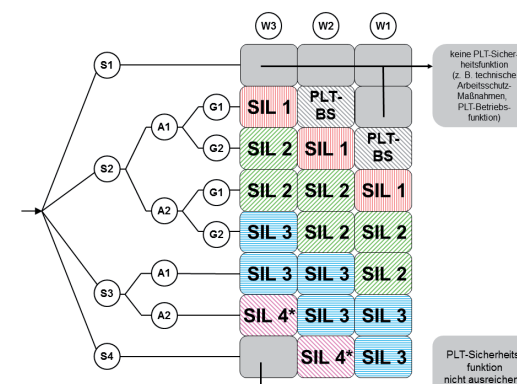 W3 W2 W1
S1
keine PLT-Sicher-
heitsfunktion
(z. B. technische
Arbeitsschutz-
Maßnahmen,
PLT-Betriebs-
funktion)
G1 SIL 1 PLT-
BS
A1
G2 SIL 2 SIL 1 PLT-
BS
S2
G1 SIL 2 SIL 2 SIL 1
A2
G2 SIL 3 SIL 2 SIL 2
A1 SIL 3 SIL 3 SIL 2
S3
A2 SIL 4* SIL 3 SIL 3
S4 SIL 4* SIL 3
PLT-Sicherheits
funktion
nicht ausreichen